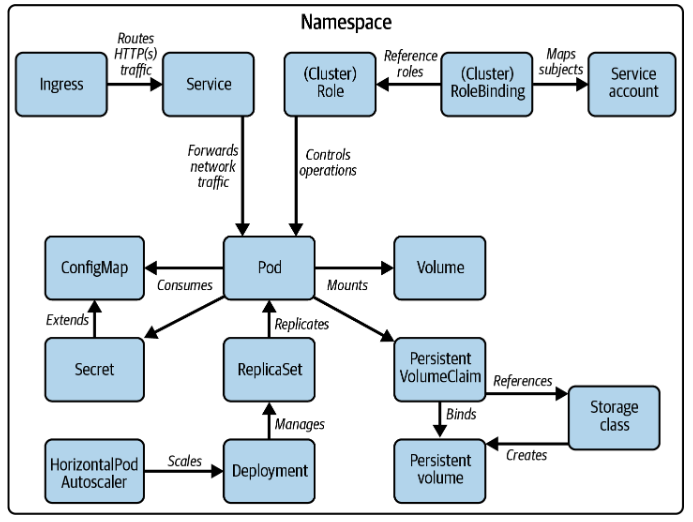 Namespace
Routes
HTTP(s)
traffic
Ingress
Service
(Cluster)
Role
Reference
roles
(Cluster)
RoleBinding
Maps
subjects
Service
account
Forwards
network
traffic
Controls
operations
ConfigMap
Consumes
Pod
Mounts
Volume
Extends
Replicates
Secret
ReplicaSet
Persistent
VolumeClaim
References
Storage
class
Manages
Binds
HorizontalPod
Autoscaler
Scales
Deployment
Persistent
volume
Creates